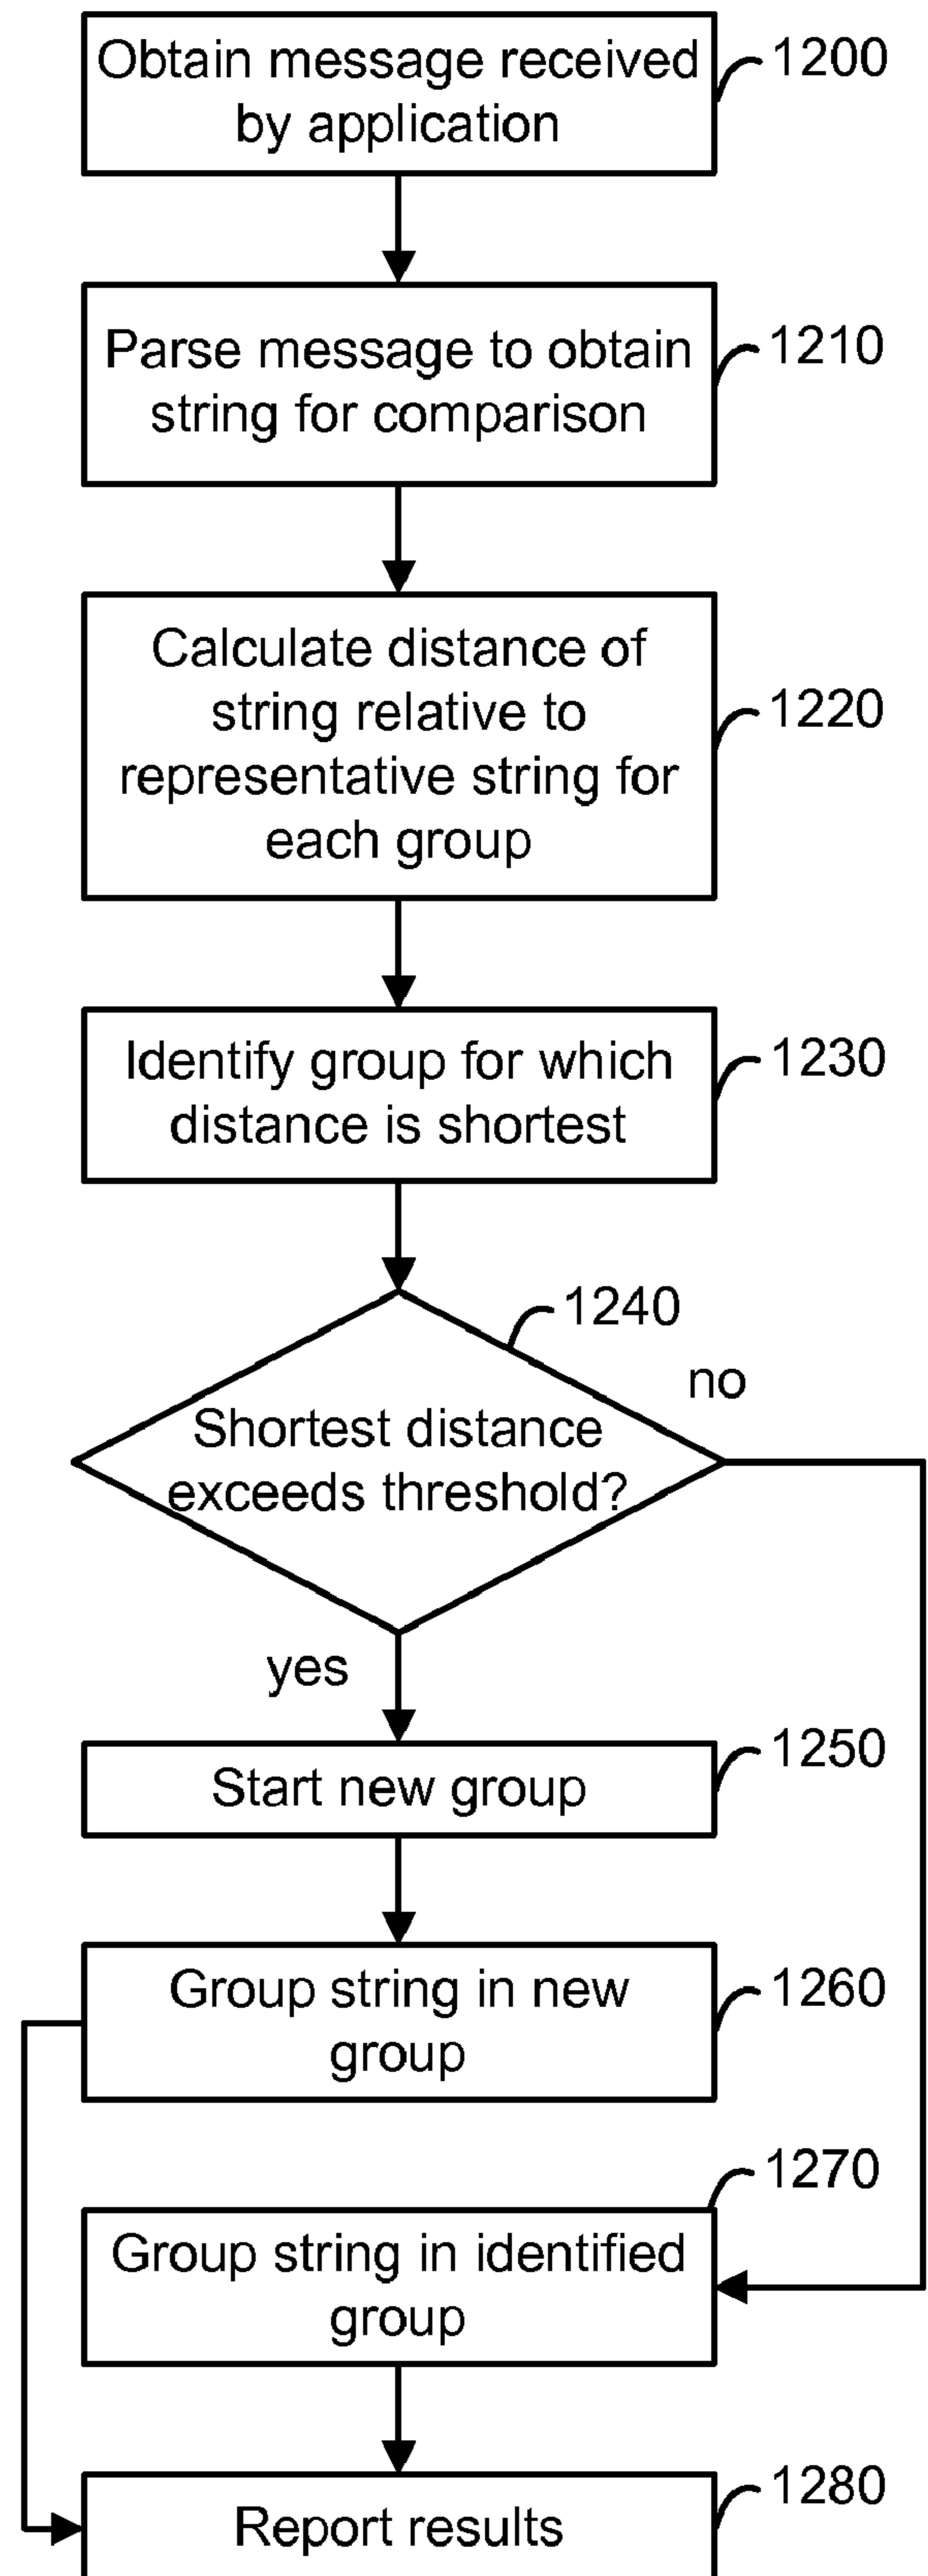 Obtain message received
by application
1200
Parse message to obtain
string for comparison
1210
Calculate distance of
string relative to
representative string for
each group
1220
Identify group for which
distance is shortest
1230
1240
no
Shortest distance
exceeds threshold?
yes
Start new group
1250
Group string in new
group
1260
1270
Group string in identified
group
Report results
1280